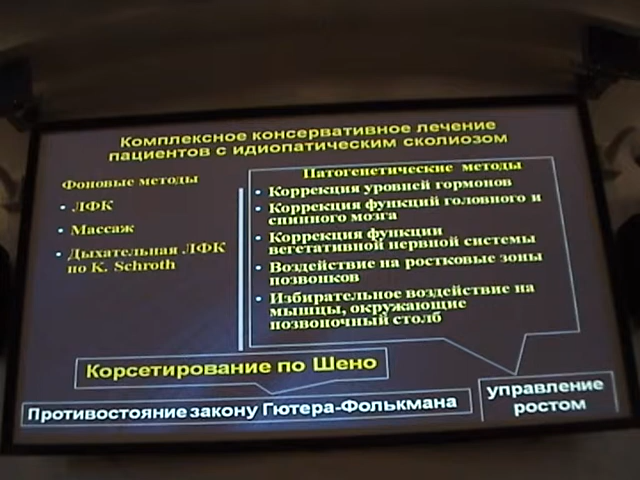 Комплексное консервативное лечение
пациентов с идиопатическим сколиозом
Фоновые методы
• ЛФК
• Массаж
• Дыхательная ЛФК
по K. Schroth
Патогенетические методы
• Коррекция уровней гормонов
• Коррекция функций головного и
спинного мозга
• Коррекция функции
вегетативной нервной системы
• Воздействие на ростковые зоны
позвонков
• Избирательное воздействие на
мышцы, окружающие
позвоночный столб
Корсетирование по Шено
Противостояние закону Гютера-Фолькмана
управление
ростом